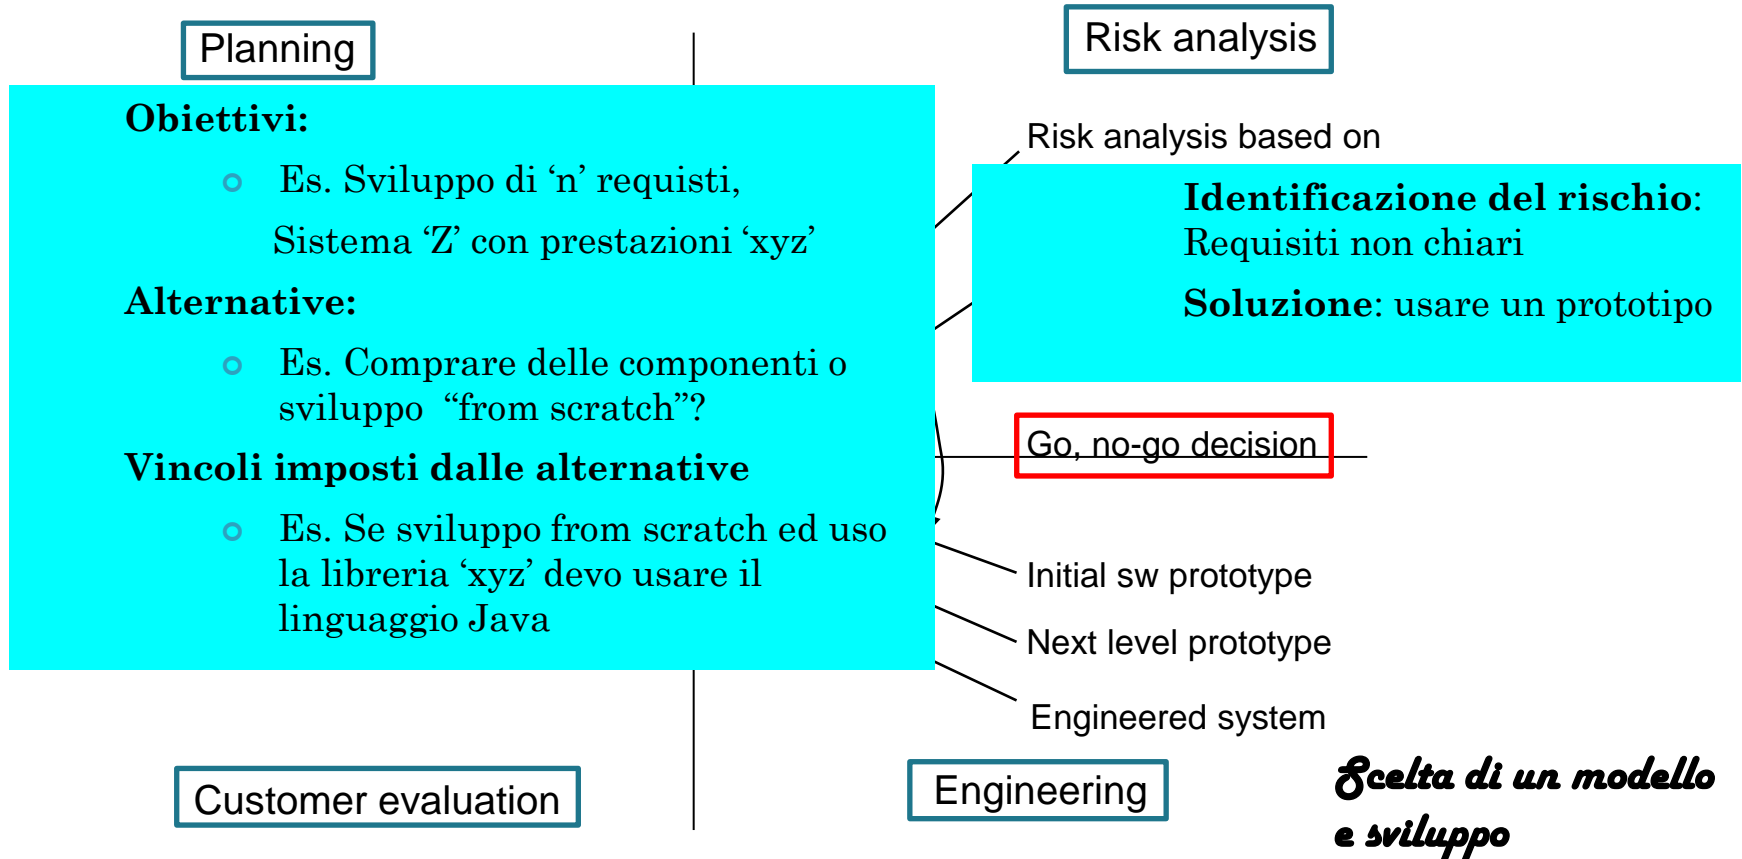 Planning
Risk analysis
Obiettivi:
Es. Sviluppo di ‘n’ requisti,
Sistema ‘Z’ con prestazioni ‘xyz’
Alternative:
Es. Comprare delle componenti o
sviluppo “from scratch”?
Vincoli imposti dalle alternative
Es. Se sviluppo from scratch ed uso
la libreria ‘xyz’ devo usare il
linguaggio Java
Risk analysis based on
Identificazione del rischio:
Requisiti non chiari
Soluzione: usare un prototipo
Go, no-go decision
Initial sw prototype
Next level prototype
Engineered system
Customer evaluation
Engineering
Scelta di un modello
e sviluppo